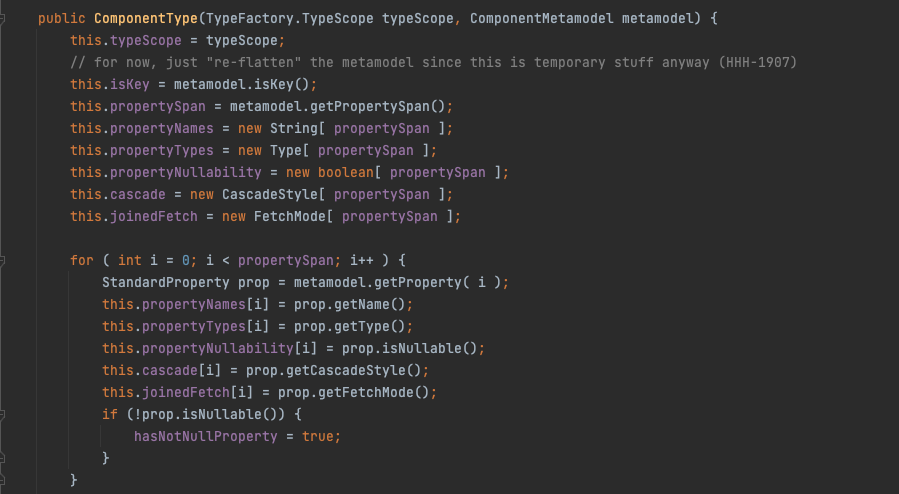 public ComponentType(TypeFactory.TypeScope typeScope, ComponentMetamodel metamodel) {
this.typeScope = typeScope;
// for now, just "re-flatten" the metamodel since this is temporary stuff anyway (HHH-1907)
this.isKey = metamodel.isKey();
this.propertySpan = metamodel.getPropertySpan();
this.propertyNames = new String[ propertySpan ];
this.propertyTypes = new Type[ propertySpan ];
this.propertyNullability = new boolean[ propertySpan ];
this.cascade = new CascadeStyle[ propertySpan ];
this.joinedFetch = new FetchMode[ propertySpan ];
for ( int i = 0; i < propertySpan; i++ ) {
StandardProperty prop = metamodel.getProperty( i );
this.propertyNames[i] = prop.getName();
this.propertyTypes[i] = prop.getType();
this.propertyNullability[i] = prop.isNullable();
this.cascade[i] = prop.getCascadeStyle();
this.joinedFetch[i] = prop.getFetchMode();
if (!prop.isNullable()) {
hasNotNullProperty = true;
}
}